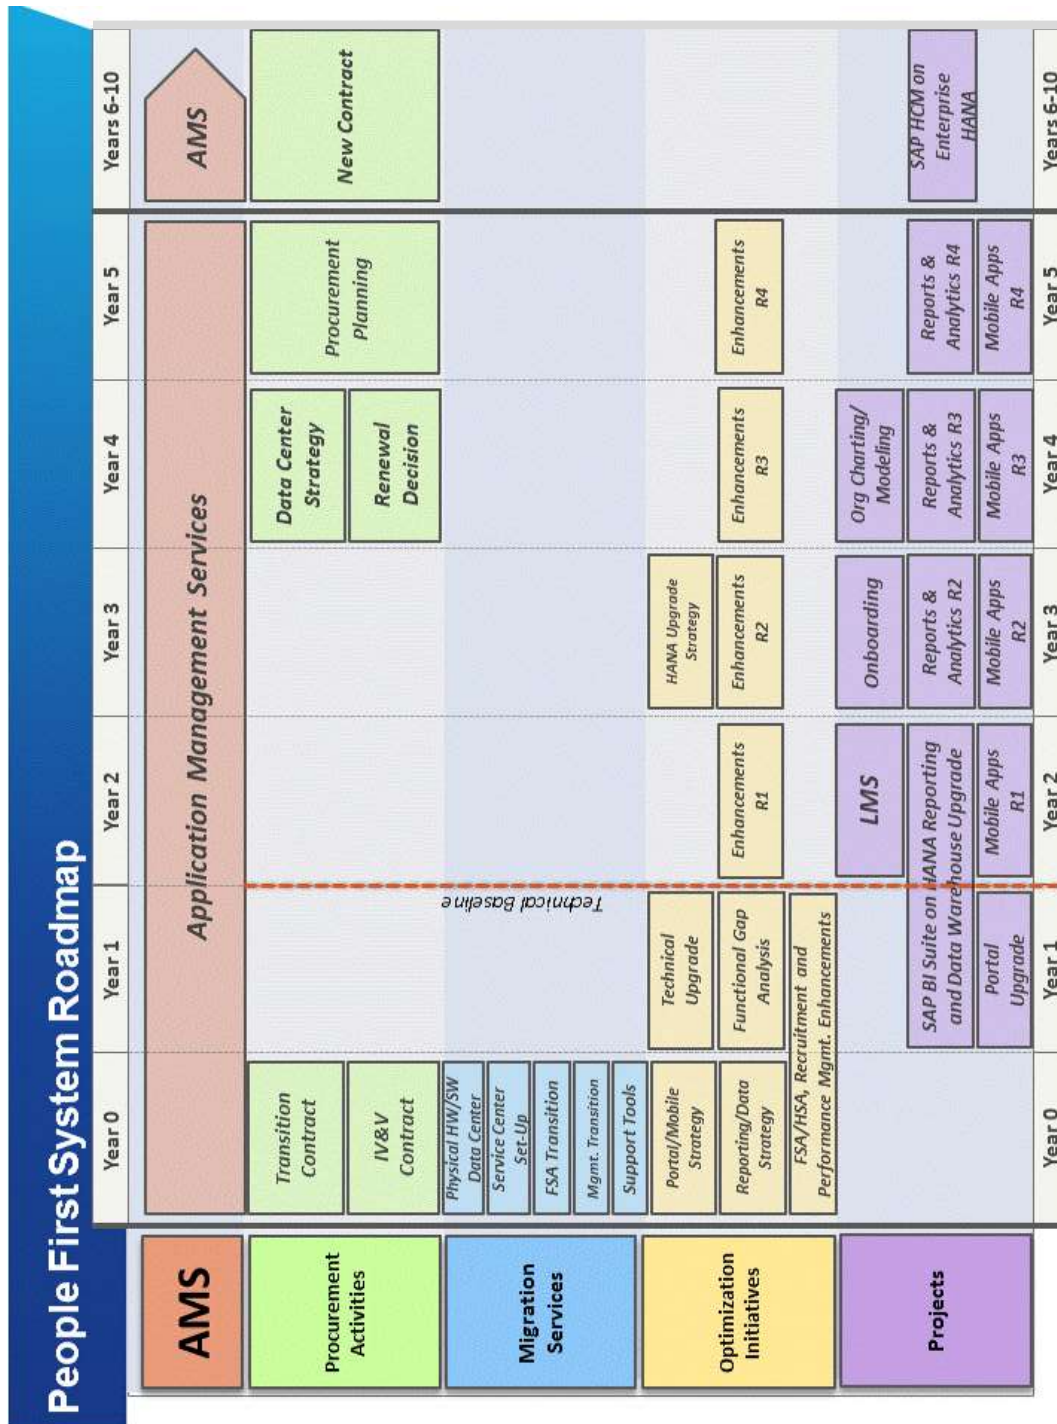 People First System Roadmap
Year 0
Year 1
Year 2
Year 3
Year 4
Year 5
Years 6-10
AMS
Application Management Services
AMS
Procurement
Activities
Transition
Contract
IV&V
Contract
Data Center
Strategy
Renewal
Decision
Procurement
Planning
New Contract
Migration
Services
Physical HW/SW
Data Center
Service Center
Set-Up
FSA Transition
Mgmt. Transition
Support Tools
Technical Baseline
Optimization
Initiatives
Portal/Mobile
Strategy
Technical
Upgrade
HANA Upgrade
Strategy
Reporting/Data
Strategy
Functional Gap
Analysis
Enhancements
R1
Enhancements
R2
Enhancements
R3
Enhancements
R4
FSA/HSA, Recruitment and
Performance Mgmt. Enhancements
Projects
LMS
Onboarding
Org Charting/
Modeling
SAP BI Suite on HANA Reporting
and Data Warehouse Upgrade
Reports &
Analytics R2
Reports &
Analytics R3
Reports &
Analytics R4
SAP HCM on
Enterprise
HANA
Portal
Upgrade
Mobile Apps
R1
Mobile Apps
R2
Mobile Apps
R3
Mobile Apps
R4
Year 0
Year 1
Year 2
Year 3
Year 4
Year 5
Years 6-10